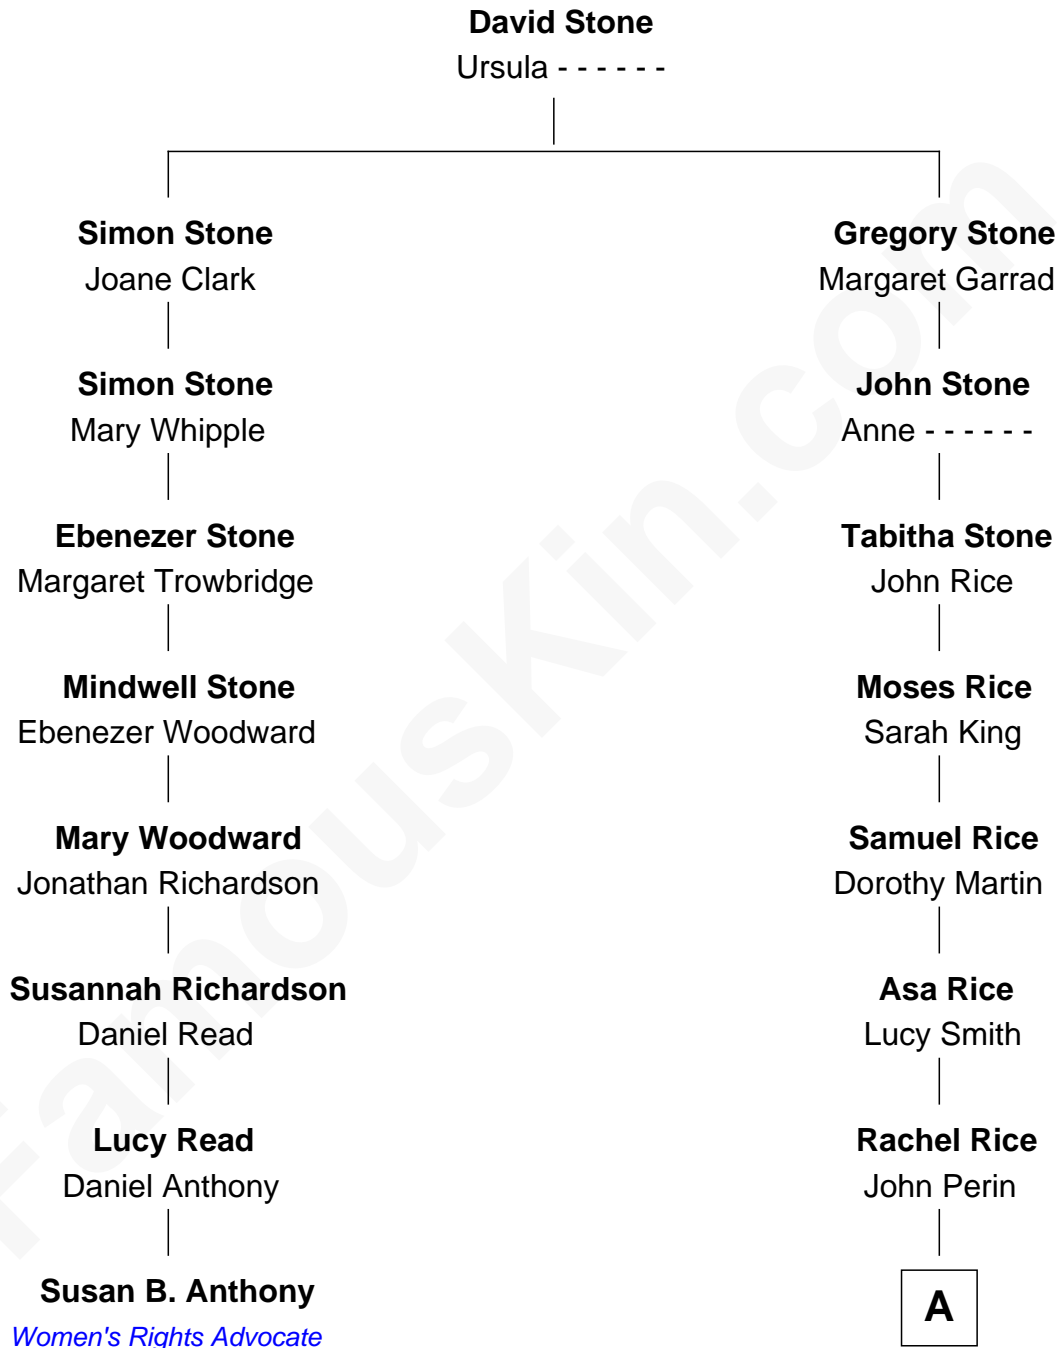 David Stone
Ursula - - - - - -
Simon Stone
Joane Clark
Gregory Stone
Margaret Garrad
Simon Stone
Mary Whipple
John Stone
Anne - - - - - -
Ebenezer Stone
Margaret Trowbridge
Tabitha Stone
John Rice
Mindwell Stone
Ebenezer Woodward
Moses Rice
Sarah King
Mary Woodward
Jonathan Richardson
Samuel Rice
Dorothy Martin
Susannah Richardson
Daniel Read
Asa Rice
Lucy Smith
Lucy Read
Daniel Anthony
Rachel Rice
John Perin
Susan B. Anthony
Women's Rights Advocate
A
FamousKin.com